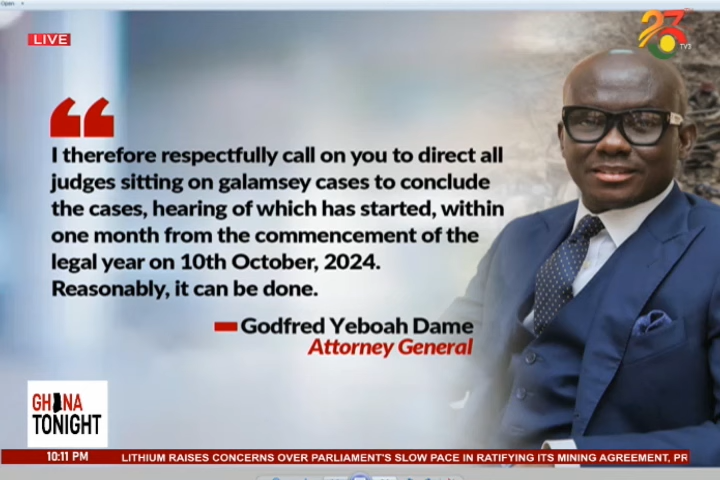 Open
LIVE
23
TV3
I therefore respectfully call on you to direct all
judges sitting on galamsey cases to conclude
the cases, hearing of which has started, within
one month from the commencement of the
legal year on 10th October, 2024.
Reasonably, it can be done.
Godfred Yeboah Dame
Attorney General
GHANA
TONIGHT
10:11 PM LITHIUM RAISES CONCERNS OVER PARLIAMENT'S SLOW PACE IN RATIFYING ITS MINING AGREEMENT, PR